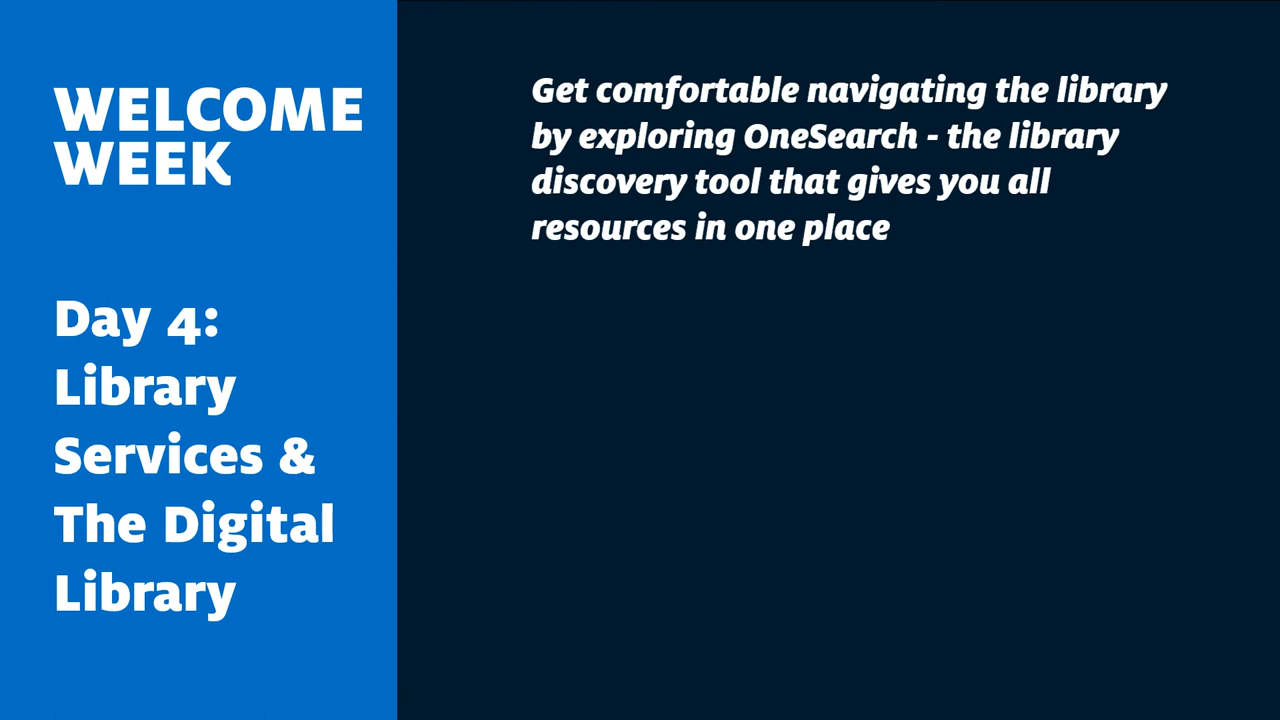 WELCOME
WEEK
Day 4:
Library
Services &
The Digital
Library
Get comfortable navigating the library
by exploring OneSearch - the library
discovery tool that gives you all
resources in one place